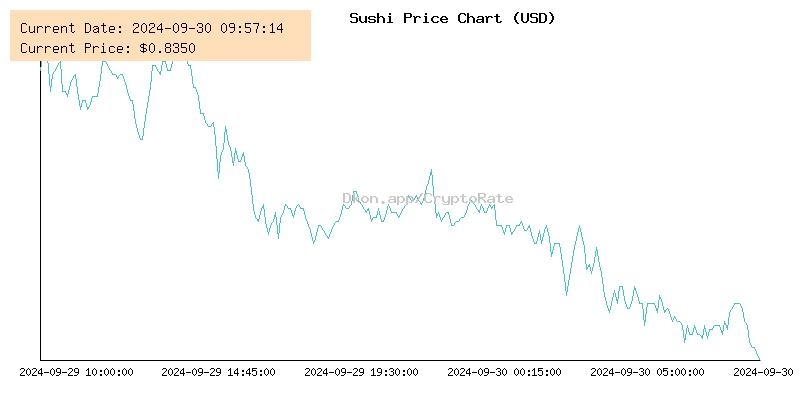 Sushi Price Chart (USD)
Current Date: 2024-09-30 09:57:14
Current Price: $0.8350
Dkon.app/CryptoRate
2024-09-29 10:00:00 2024-09-29 14:45:00 2024-09-29 19:30:00 2024-09-30 00:15:00 2024-09-30 05:00:00 2024-09-30